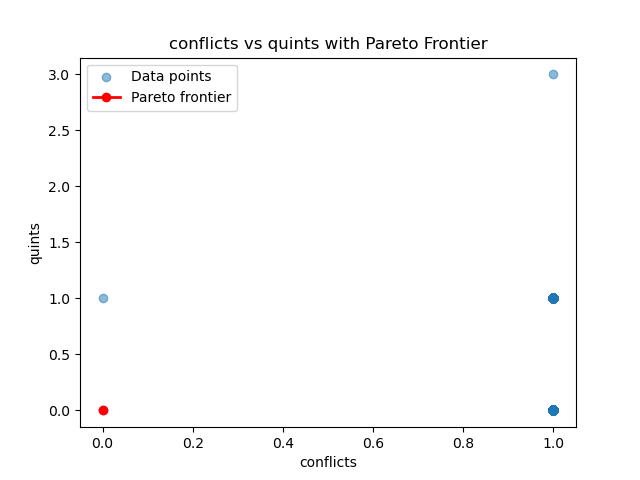 conflicts vs quints with Pareto Frontier
Data points
Pareto frontier
3.0
2.5
2.0
1.5
1.0
0.5
0.0
quints
0.0 0.2 0.4 0.6 0.8 1.0
conflicts